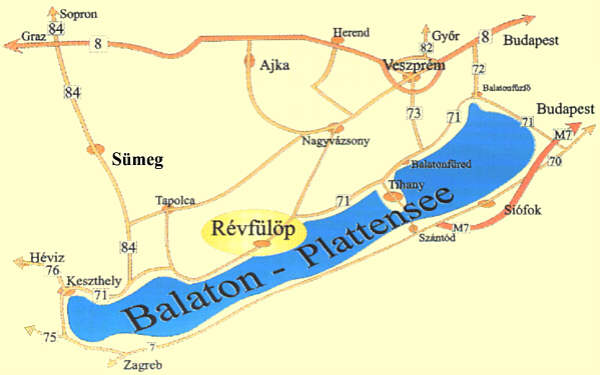 Sopron
84
Graz
8
Herend
Győr
82
8
Budapest
Ajka
Veszprém
72
Balatonfűzfő
84
73
71
71
Budapest
M7
70
Nagyvázsony
Sümeg
Balatonfüred
Tapolca
71
Tihany
Révfülöp
Siófok
Szántód
M7
84
Hévíz
76
Keszthely
71
Balaton - Plattensee
75
7
Zagreb